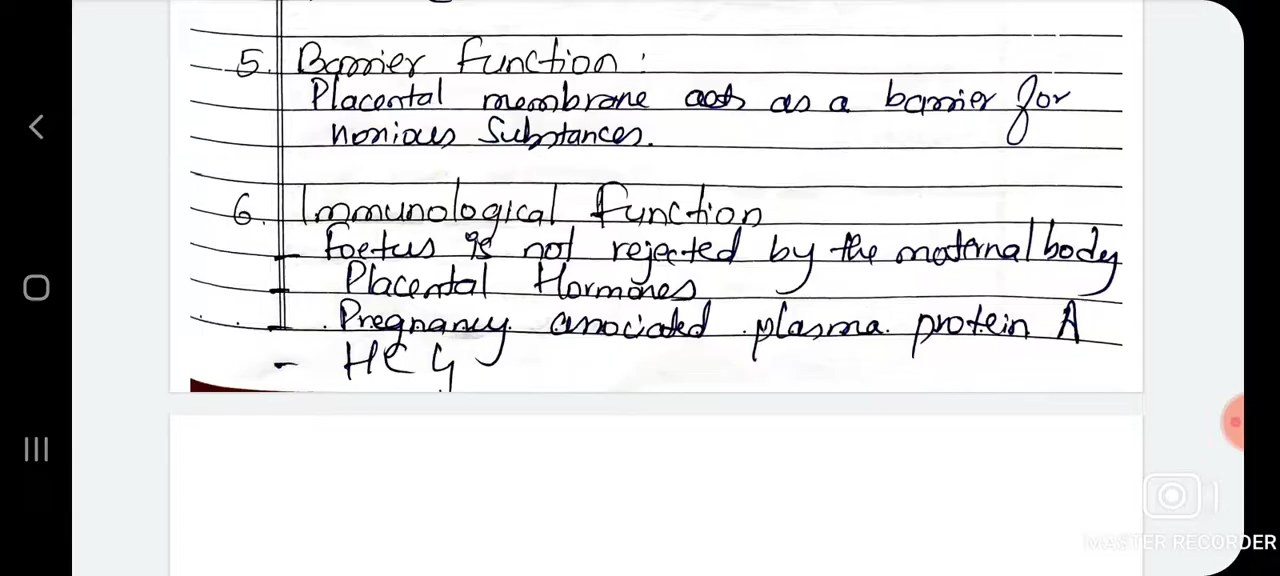 5. Barrier function :
Placental membrane acts as a barrier for
noxious Substances.
6. Immunological function
- foetus is not rejected by the maternal body
- Placental Hormones
- Pregnancy associated plasma protein A
- HCG
MASTER RECORDER